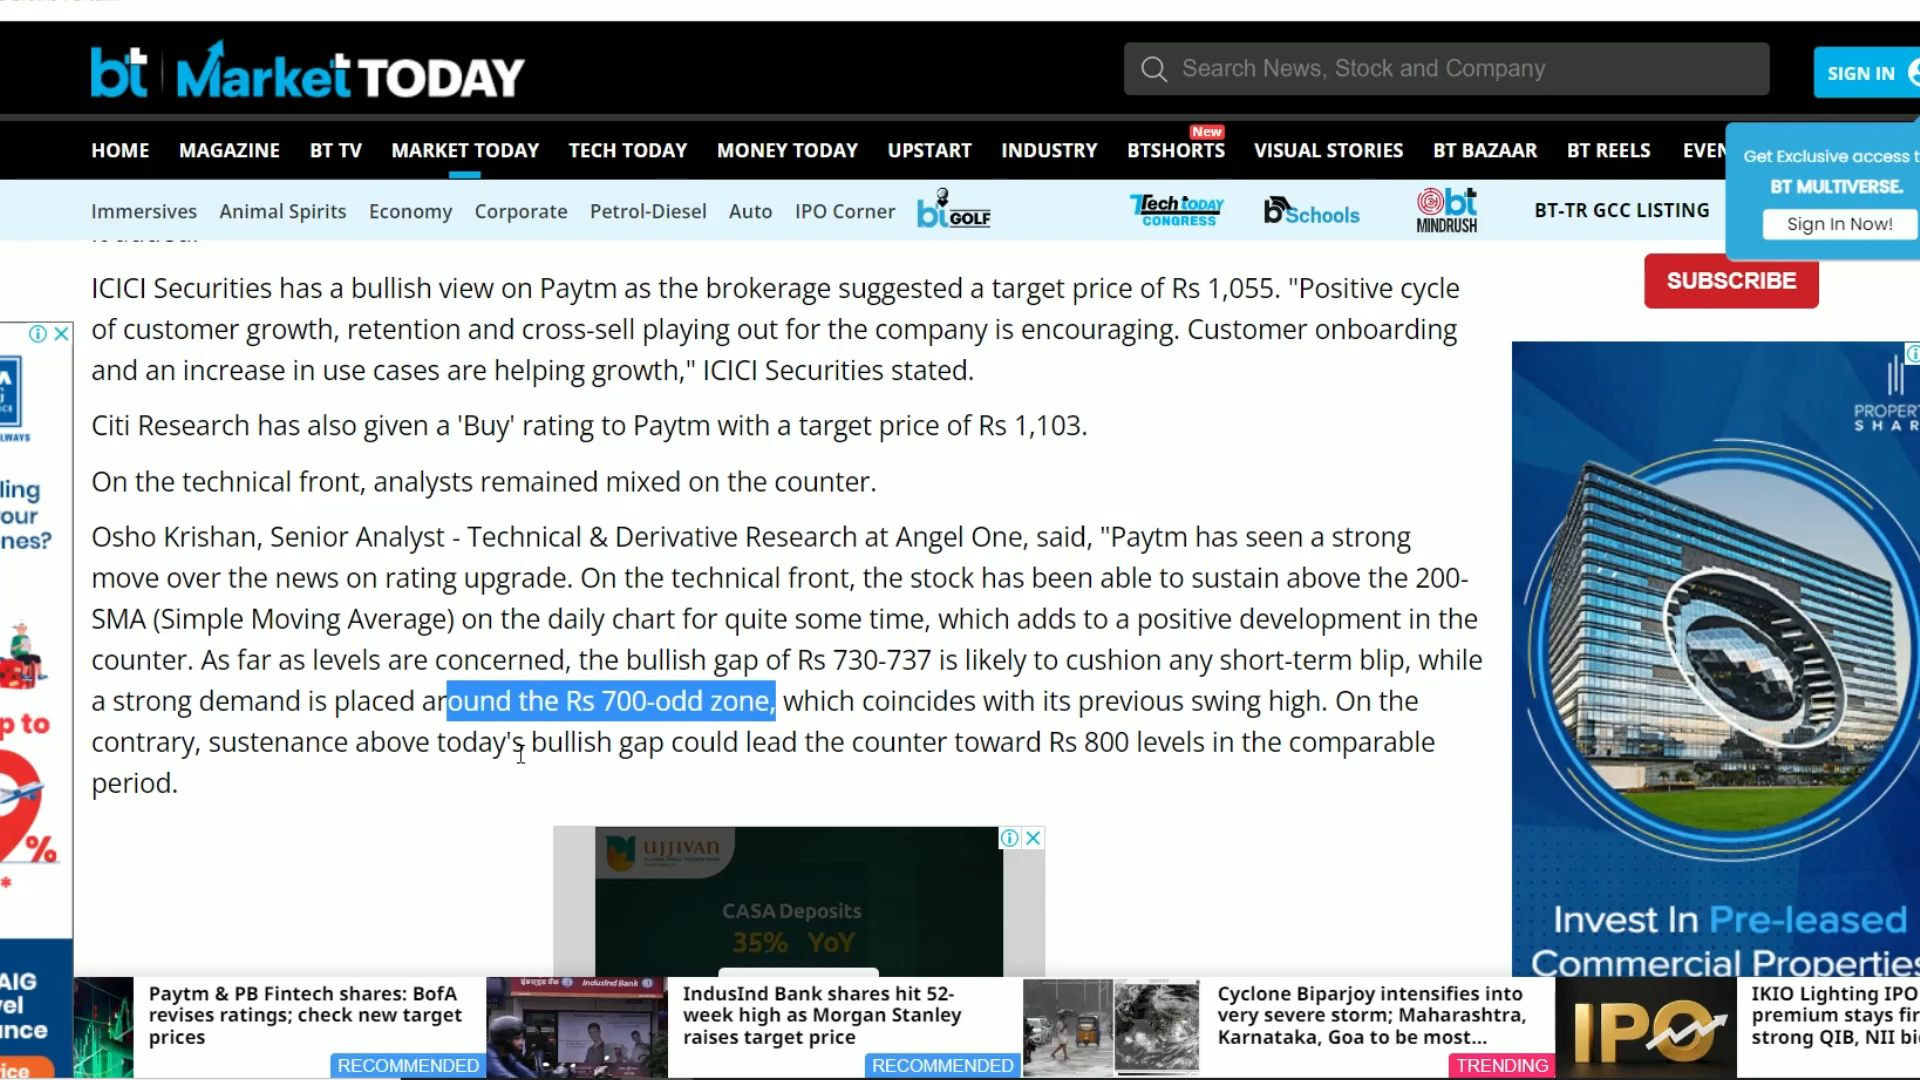 bt Market TODAY
Search News, Stock and Company
SIGN IN
HOME MAGAZINE BT TV MARKET TODAY TECH TODAY MONEY TODAY UPSTART INDUSTRY BTSHORTS New VISUAL STORIES BT BAZAAR BT REELS
Get Exclusive access
BT MULTIVERSE.
Sign In Now!
Immersives Animal Spirits Economy Corporate Petrol-Diesel Auto IPO Corner bt GOLF Tech today CONGRESS bSchools bt MINDRUSH BT-TR GCC LISTING
SUBSCRIBE
ICICI Securities has a bullish view on Paytm as the brokerage suggested a target price of Rs 1,055. "Positive cycle
of customer growth, retention and cross-sell playing out for the company is encouraging. Customer onboarding
and an increase in use cases are helping growth," ICICI Securities stated.
Citi Research has also given a 'Buy' rating to Paytm with a target price of Rs 1,103.
On the technical front, analysts remained mixed on the counter.
Osho Krishan, Senior Analyst - Technical & Derivative Research at Angel One, said, "Paytm has seen a strong
move over the news on rating upgrade. On the technical front, the stock has been able to sustain above the 200-
SMA (Simple Moving Average) on the daily chart for quite some time, which adds to a positive development in the
counter. As far as levels are concerned, the bullish gap of Rs 730-737 is likely to cushion any short-term blip, while
a strong demand is placed around the Rs 700-odd zone, which coincides with its previous swing high. On the
contrary, sustenance above today's bullish gap could lead the counter toward Rs 800 levels in the comparable
period.
UJJIVAN
CASA Deposits
35% YoY
Invest In Pre-leased
Commercial Properties
AIG
Paytm & PB Fintech shares: BofA
revises ratings; check new target
prices
RECOMMENDED
IndusInd Bank
IndusInd Bank shares hit 52-
week high as Morgan Stanley
raises target price
RECOMMENDED
Cyclone Biparjoy intensifies into
very severe storm; Maharashtra,
Karnataka, Goa to be most...
TRENDING
IPO
IKIO Lighting IPO
premium stays
strong QIB, NII